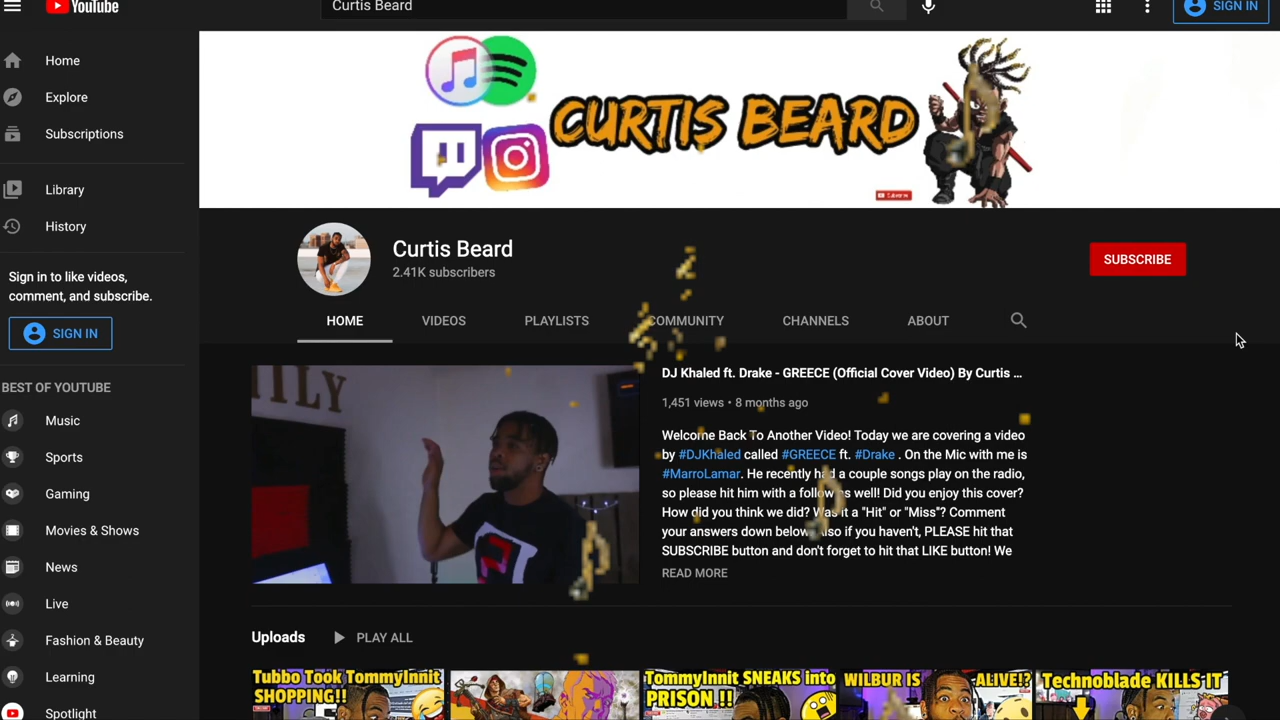 YouTube
Curtis Beard
SIGN IN
Home
Explore
Subscriptions
Library
History
Sign in to like videos,
comment, and subscribe.
SIGN IN
BEST OF YOUTUBE
Music
Sports
Gaming
Movies & Shows
News
Live
Fashion & Beauty
Learning
Spotlight
CURTIS BEARD
Curtis Beard
2.41K subscribers
SUBSCRIBE
HOME
VIDEOS
PLAYLISTS
COMMUNITY
CHANNELS
ABOUT
DJ Khaled ft. Drake - GREECE (Official Cover Video) By Curtis ...
1,451 views • 8 months ago
Welcome Back To Another Video! Today we are covering a video
by #DJKhaled called #GREECE ft. #Drake . On the Mic with me is
#MarroLamar. He recently had a couple songs play on the radio,
so please hit him with a follow as well! Did you enjoy this cover?
How did you think we did? Was it a "Hit" or "Miss"? Comment
your answers down below. Also if you haven't, PLEASE hit that
SUBSCRIBE button and don't forget to hit that LIKE button! We
READ MORE
Uploads
PLAY ALL
Tubbo Took TommyInnit
SHOPPING!!
TommyInnit SNEAKS into
PRISON !!
WILBUR IS ALIVE!?
Technoblade KILLS IT